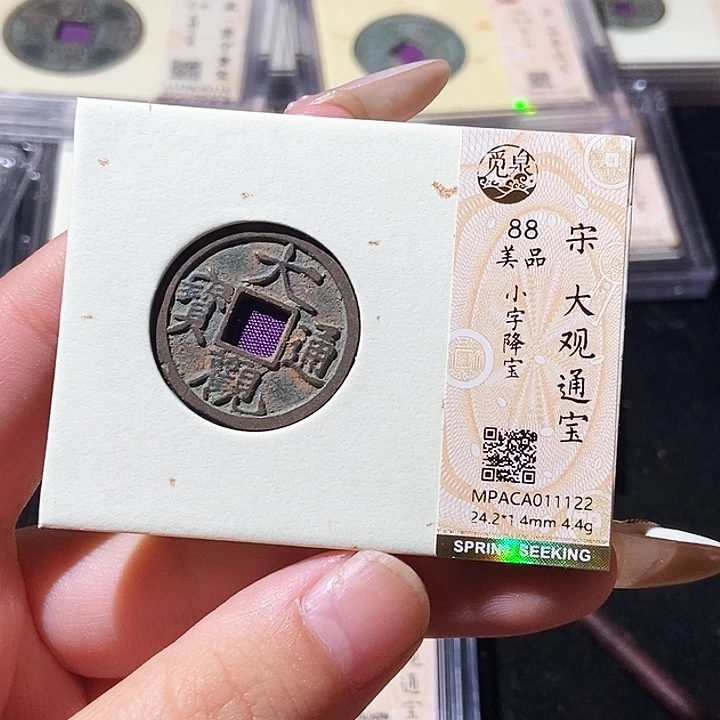 大
觀
通
寶
觅泉
宋 大观通宝
88
美品
小字降宝
MPACA011122
24.2*1.4mm 4.4g
SEEKING